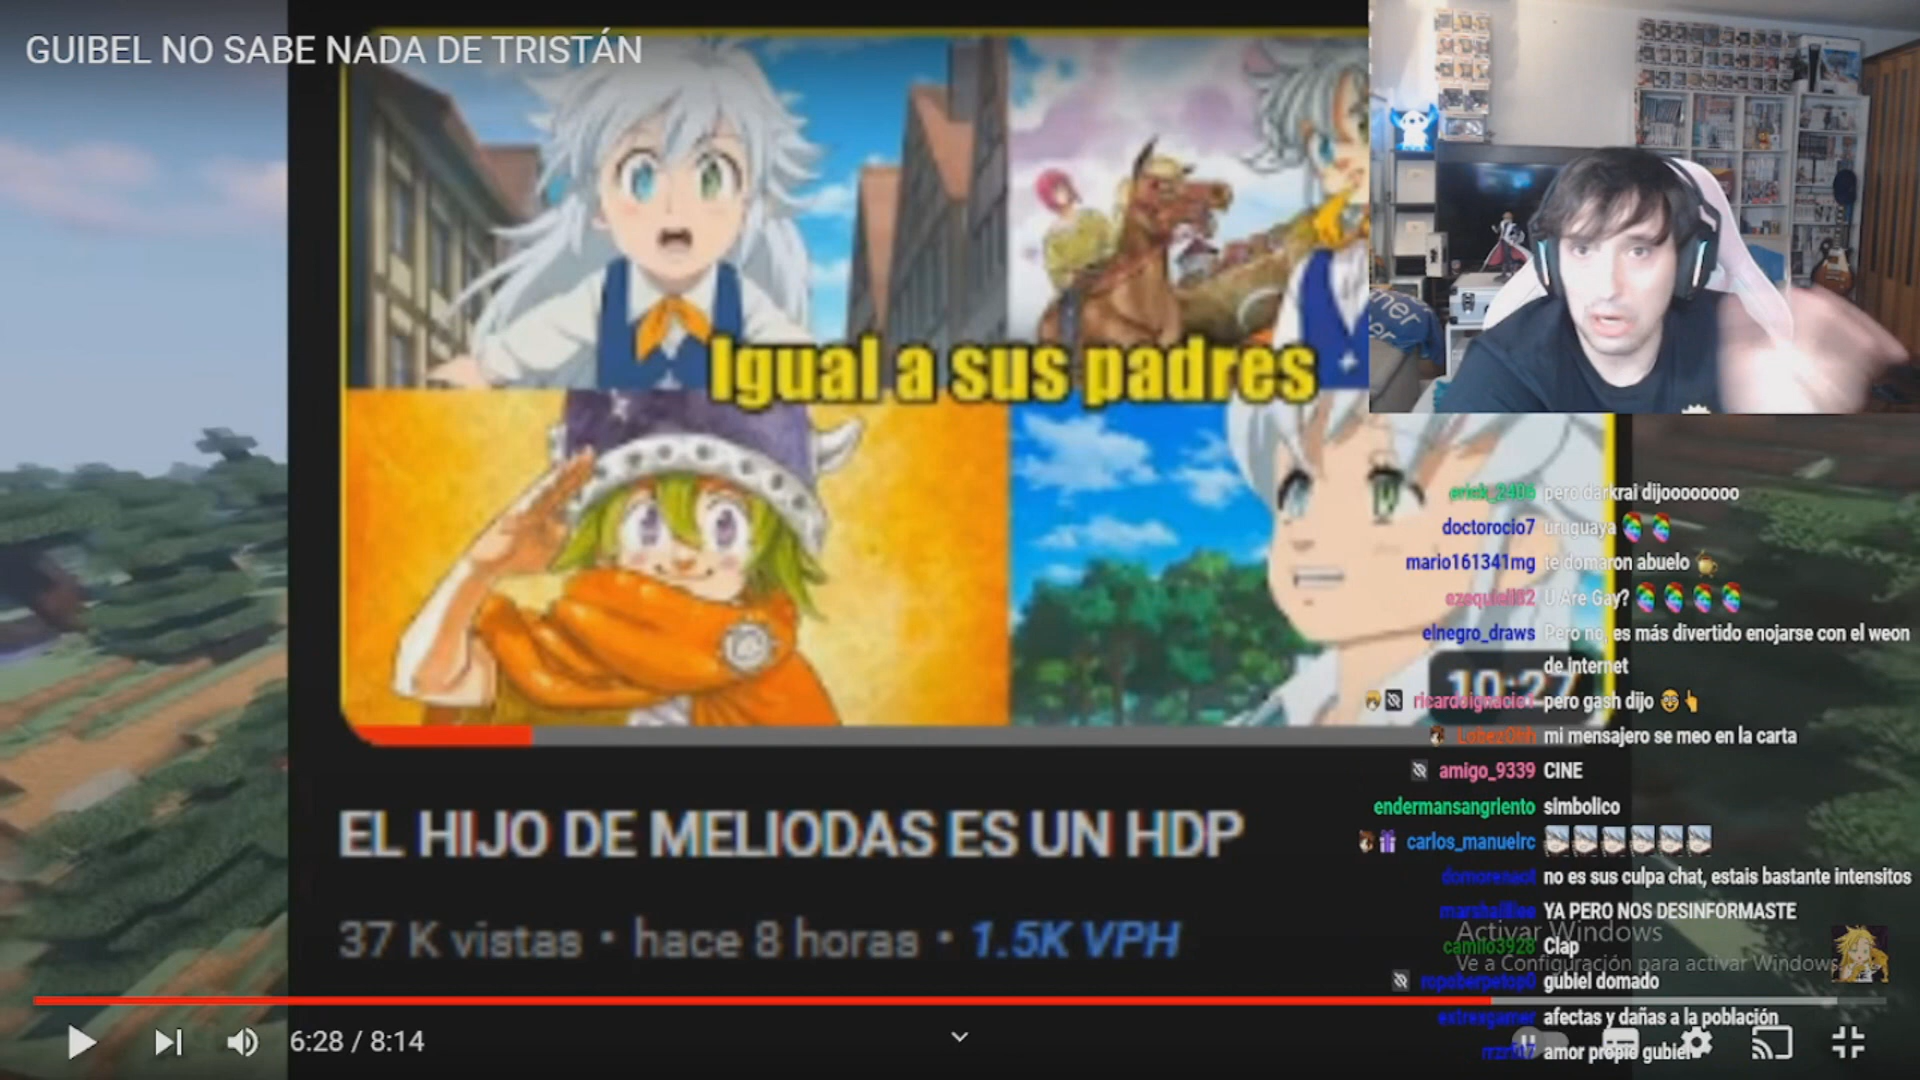 GUIBEL NO SABE NADA DE TRISTÁN
Igual a sus padres
10:27
EL HIJO DE MELIODAS ES UN HDP
37 K vistas • hace 8 horas • 1.5K VPH
pero darkrai dijoooooooo
doctorocio7 uruguaya
mario161341mg te domaron abuelo
U Are Gay?
elnegro_draws Pero no, es más divertido enojarse con el weon
de internet
pero gash dijo
mi mensajero se meo en la carta
amigo_9339 CINE
endermansangriento simbolico
carlos_manuelrc
no es sus culpa chat, estais bastante intensitos
YA PERO NOS DESINFORMASTE
Activar Windows
camilo3928 Clap
Ve a Configuración para activar Windows
gubiel domado
extrexgamer afectas y dañas a la población
amor propio gubiel
6:28 / 8:14